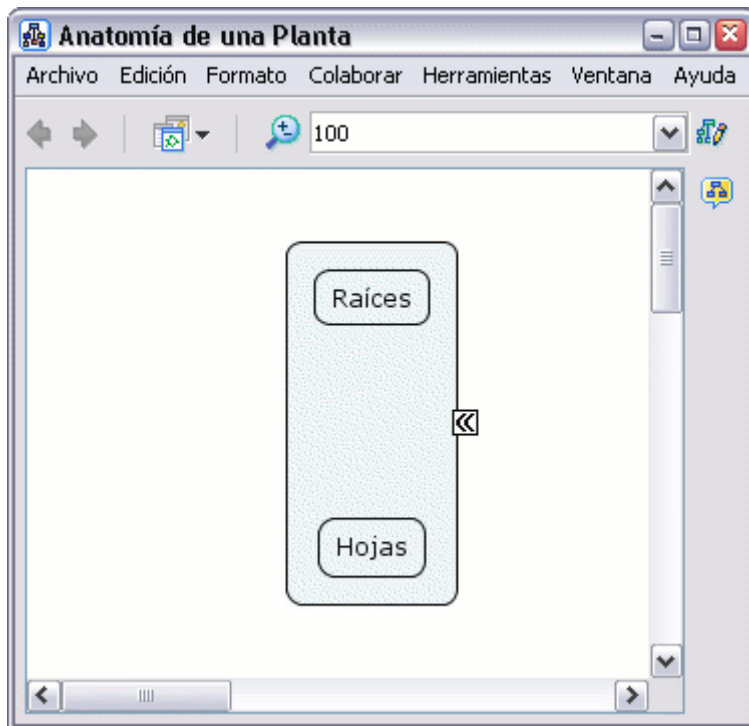 Anatomía de una Planta
Archivo Edición Formato Colaborar Herramientas Ventana Ayuda
100
Raíces
Hojas